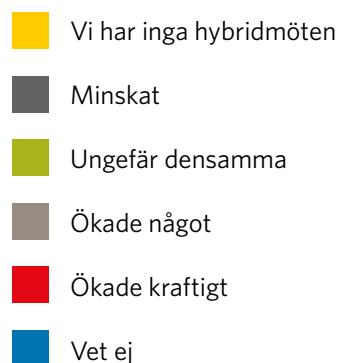 Vi har inga hybridmöten
Minskat
Ungefär densamma
Ökade något
Ökade kraftigt
Vet ej